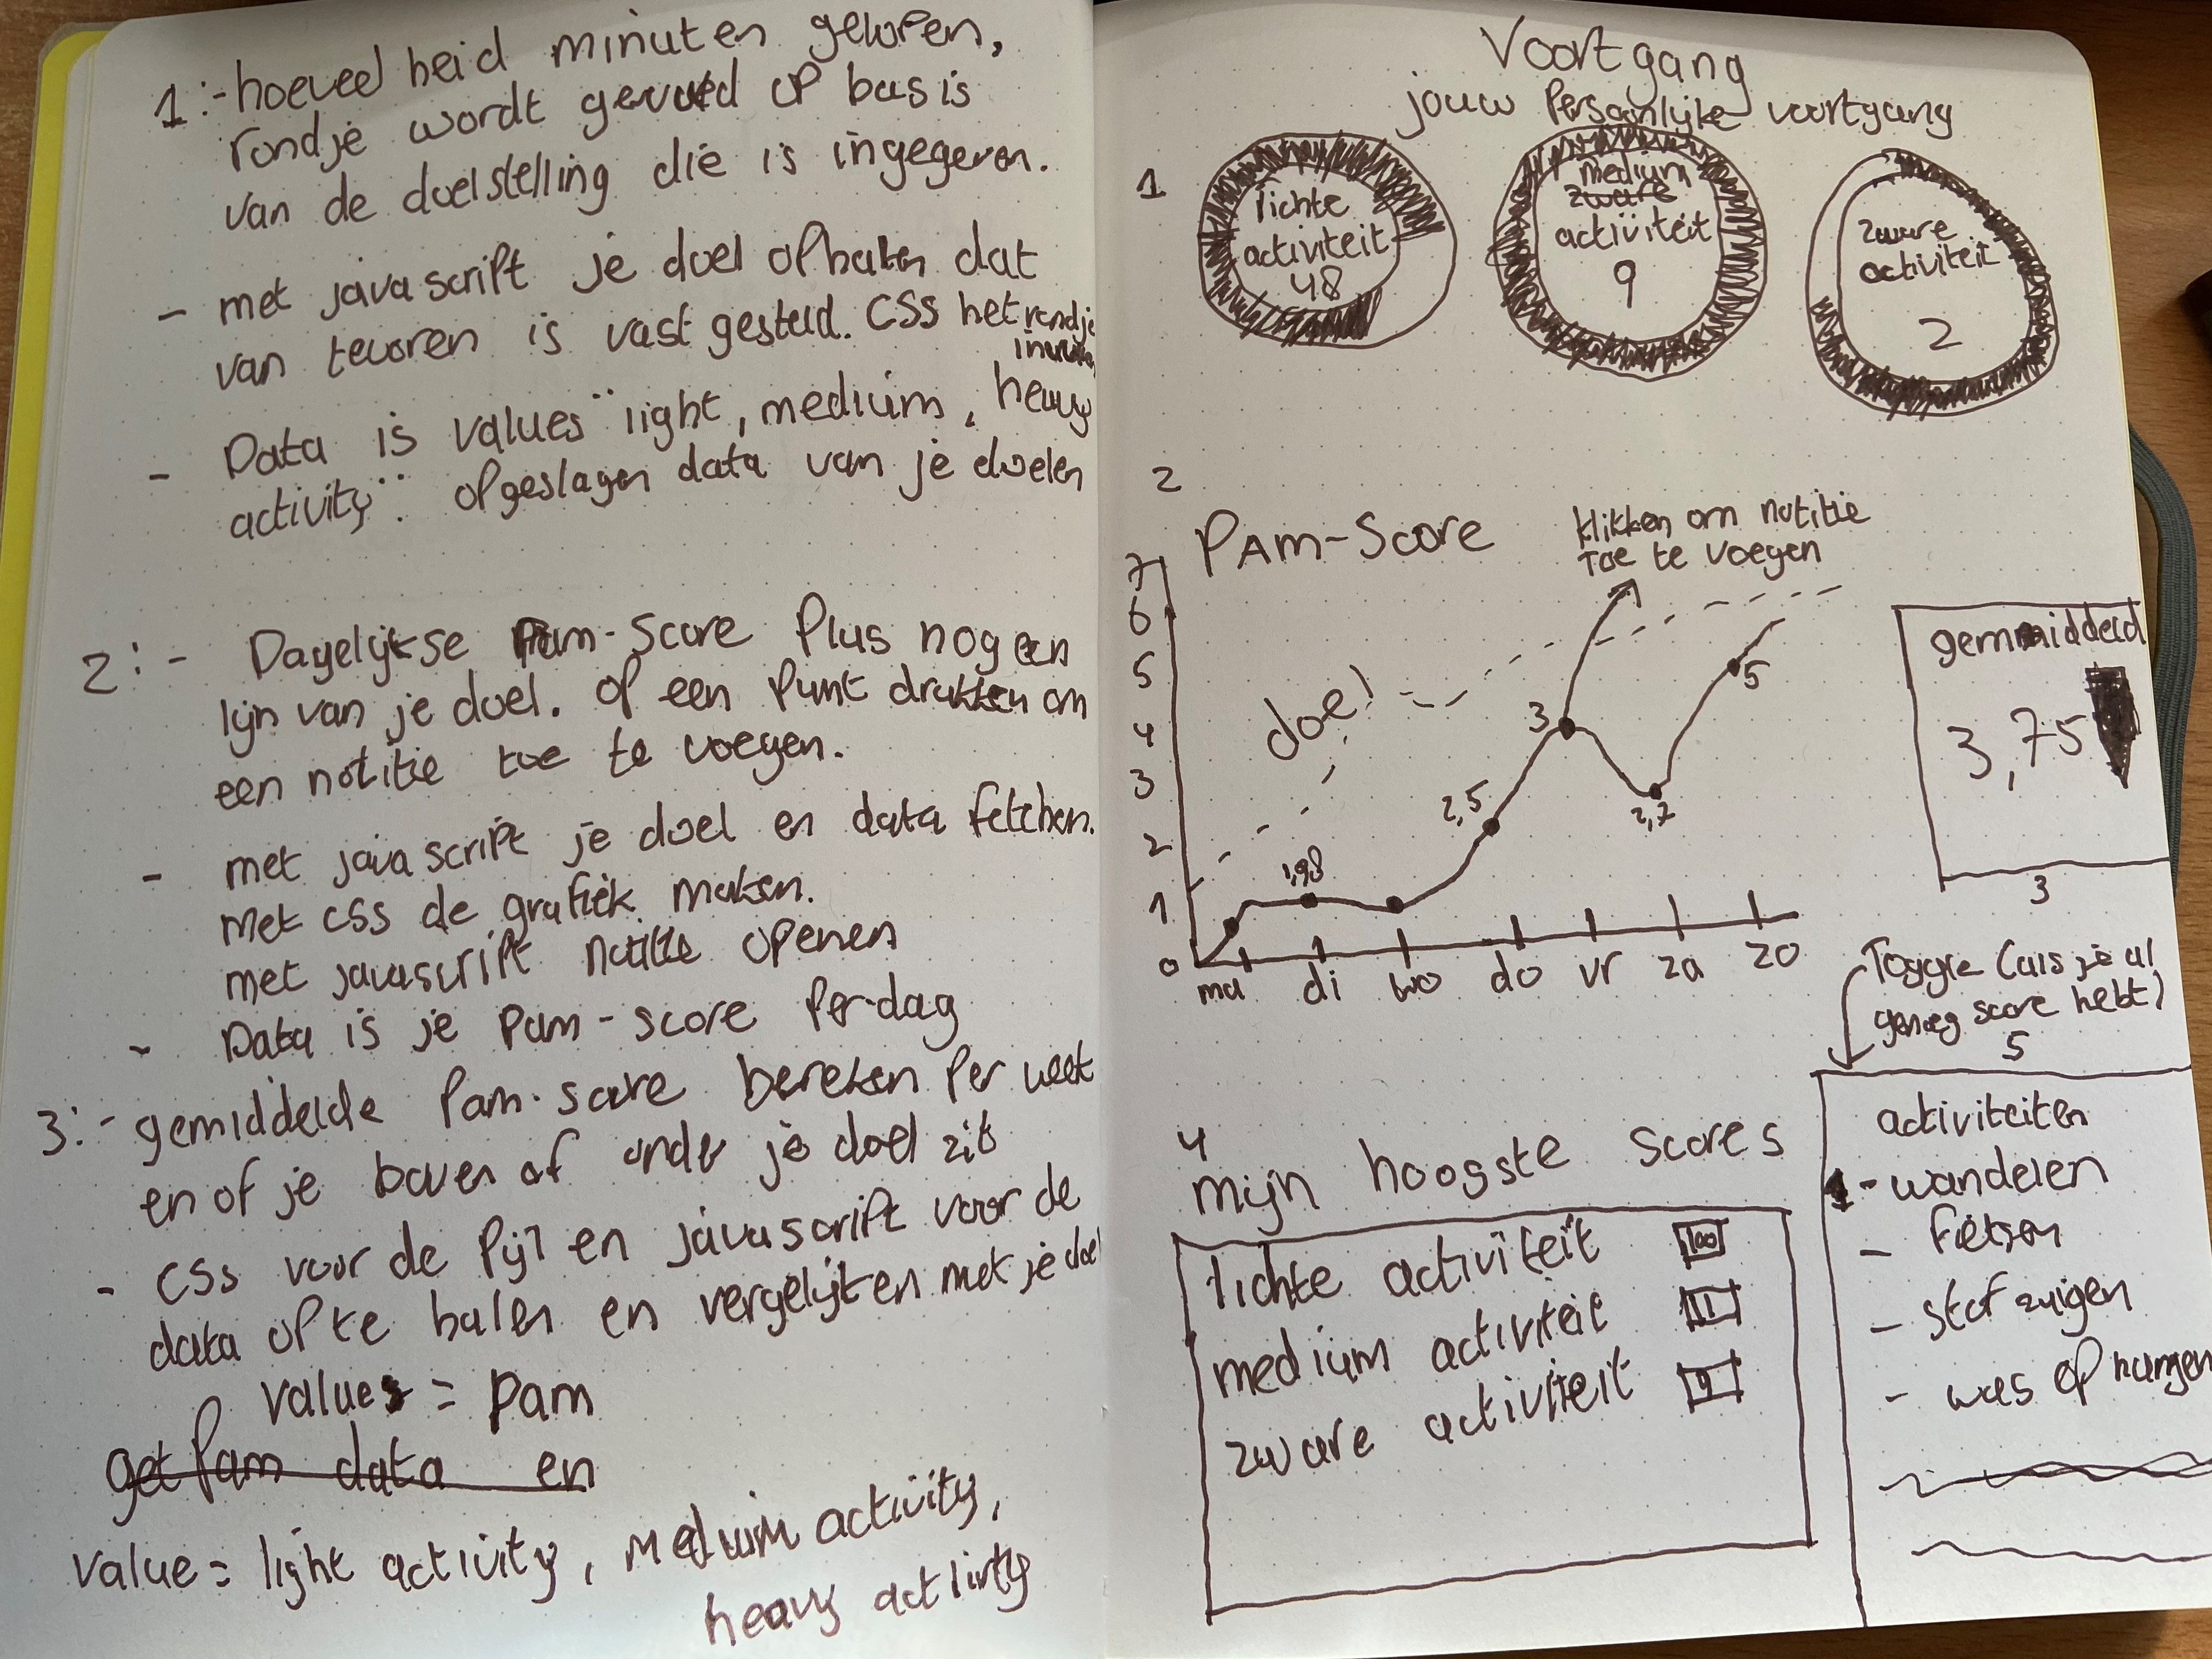 1:- hoeveelheid minuten gelopen,
rondje wordt gevuld op basis
van de doelstelling die is ingegeven.
- met javascript je doel ophalen dat
van tevoren is vast gesteld. CSS het rondje
- Data is values "light, medium, heavy
activity": opgeslagen data van je doelen
2:- Dagelijkse Pam-score Plus nog een
lijn van je doel. op een punt drukken om
een notitie toe te voegen.
- met javascript je doel en data fetchen.
met css de grafiek maken.
met javascript notitie openen
- Data is je pam-score per dag
3:- gemiddelde Pam-score bereken per week
en of je boven of onder je doel zit
- CSS voor de pijl en javascript voor de
data op te halen en vergelijken met je doel
values = pam
get Pam data en
value = light activity, medium activity,
heavy activity
Voortgang
jouw persoonlijke voortgang
1
lichte
activiteit
48
medium
zware
activiteit
9
zware
activiteit
2
2
PAM-Score
klikken om notitie
toe te voegen
7
6
5
4
3
2
1
0
doel
1,98
2,5
3
2,7
5
ma di wo do vr za zo
gemmiddeld
3,75
3
Toggle (als je al
genoeg score hebt)
5
activiteiten
- wandelen
- fietsen
- stofzuigen
- was ophangen
4
mijn hoogste scores
lichte activiteit 100
medium activiteit 11
zware activiteit 9